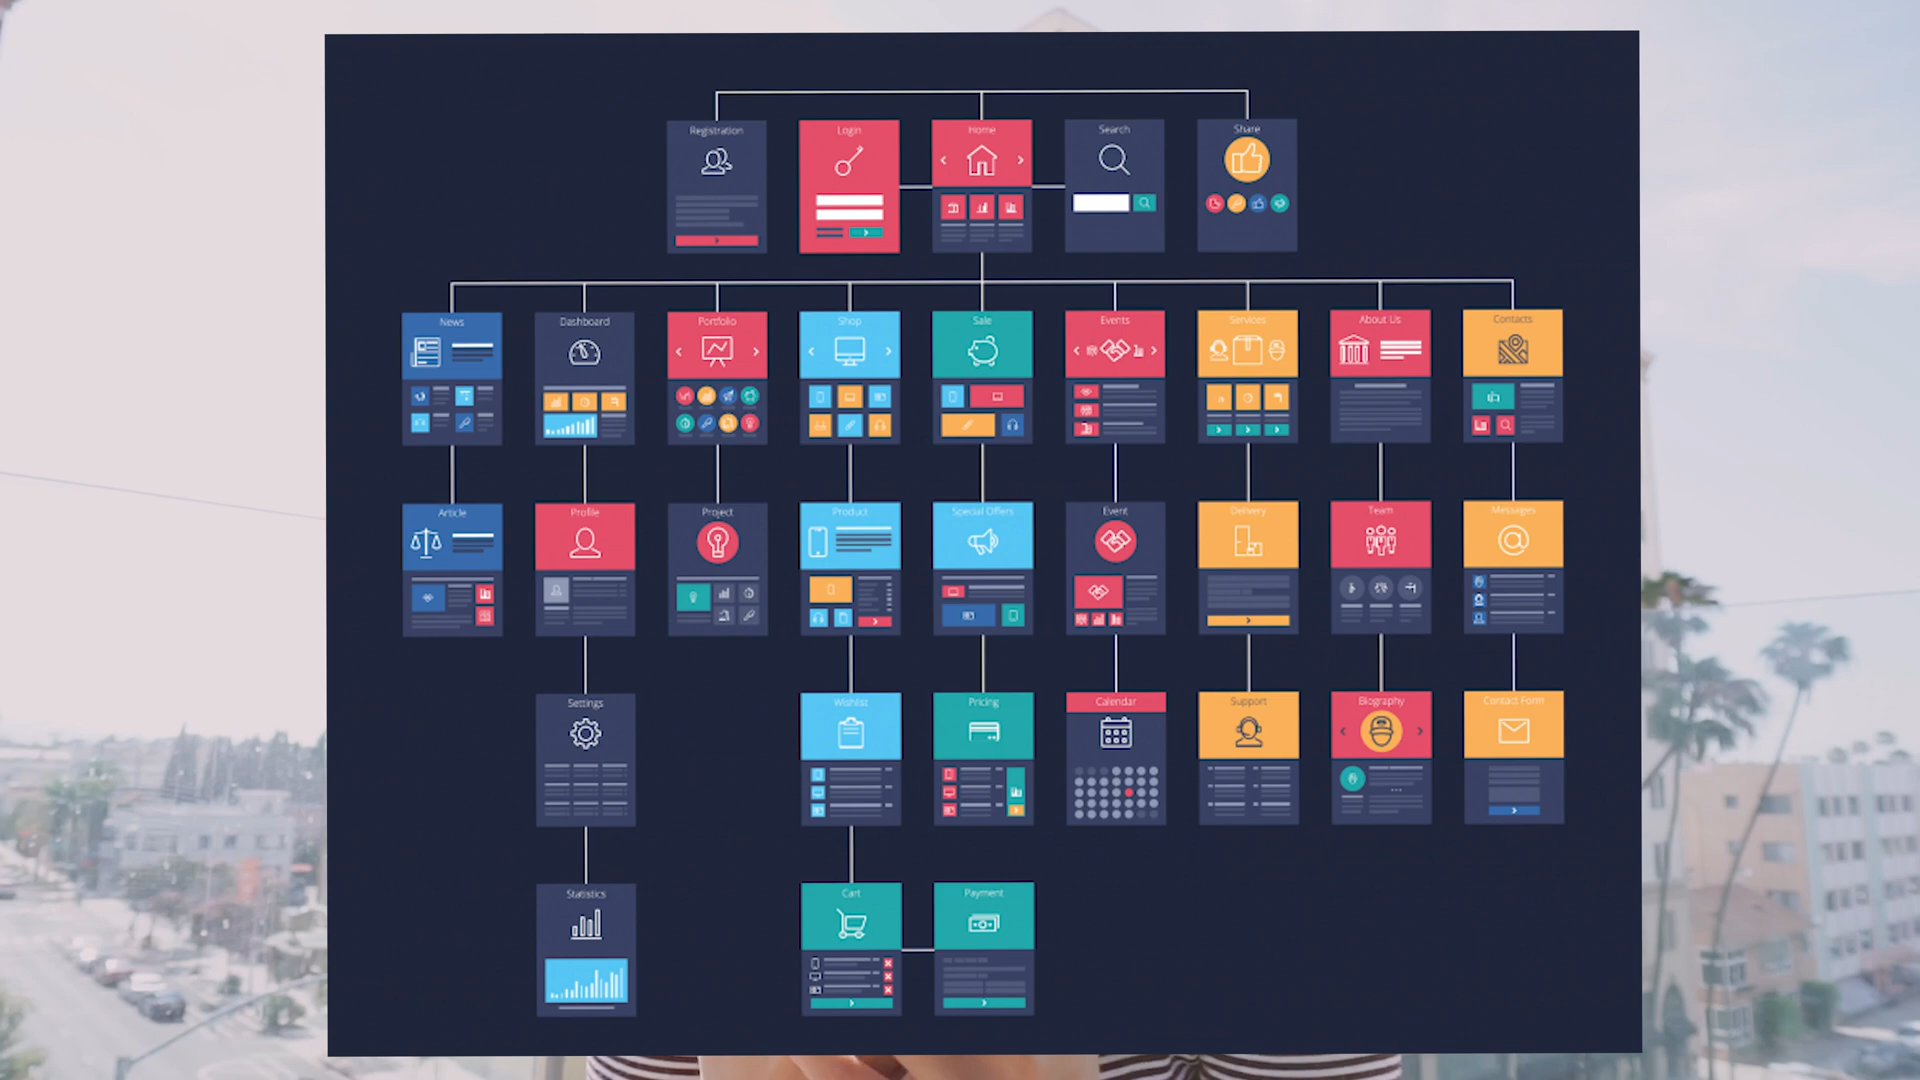 Registration
Login
Home
Search
Share
News
Dashboard
Portfolio
Shop
Sale
Events
Services
About Us
Contacts
Article
Profile
Project
Product
Special Offers
Event
Delivery
Team
Messages
Settings
Wishlist
Pricing
Calendar
Support
Biography
Contact Form
Statistics
Cart
Payment